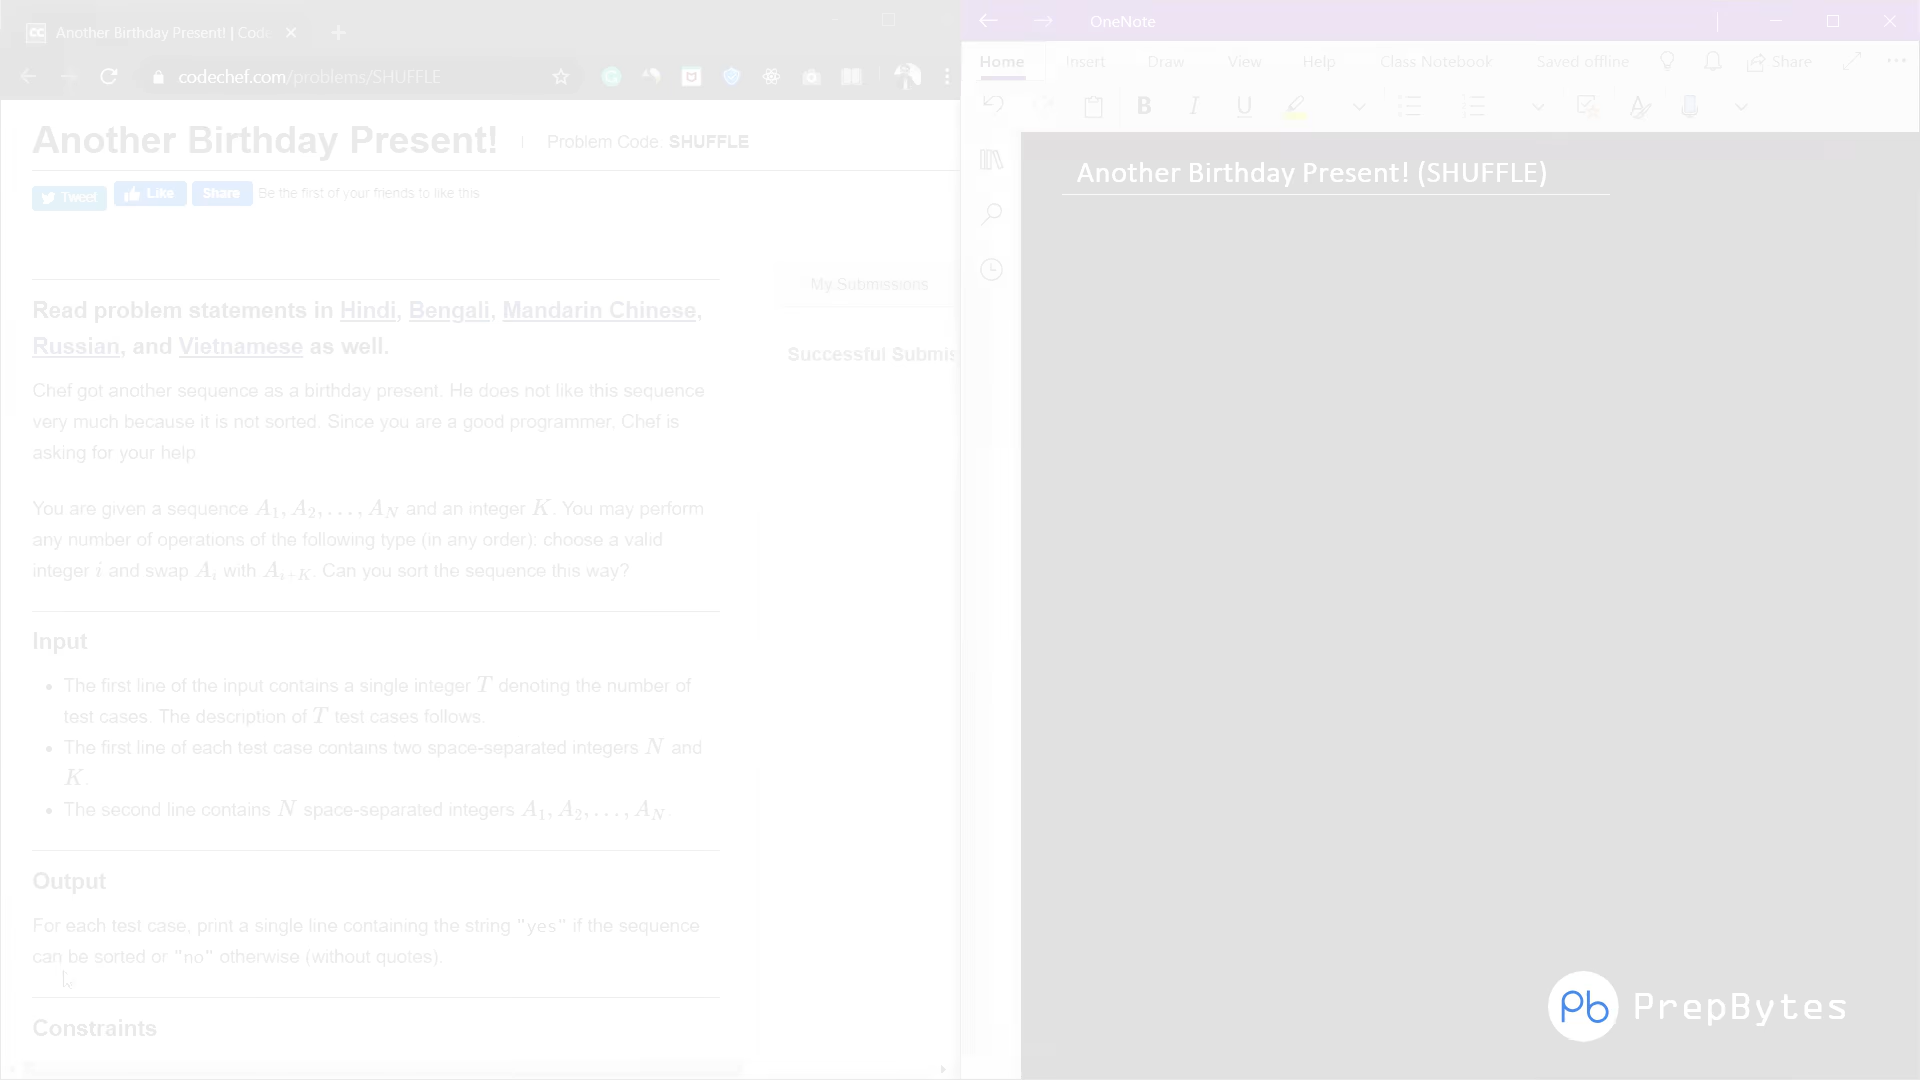 Another Birthday Present! | Code
codechef.com/problems/SHUFFLE
Another Birthday Present!
Problem Code: SHUFFLE
Tweet
Like
Share
Be the first of your friends to like this
My Submissions
Successful Submis
Read problem statements in Hindi, Bengali, Mandarin Chinese,
Russian, and Vietnamese as well.
Chef got another sequence as a birthday present. He does not like this sequence
very much because it is not sorted. Since you are a good programmer, Chef is
asking for your help
You are given a sequence A1, A2, ..., AN and an integer K. You may perform
any number of operations of the following type (in any order): choose a valid
integer i and swap Ai with Ai+K. Can you sort the sequence this way?
Input
• The first line of the input contains a single integer T denoting the number of
test cases. The description of T test cases follows.
• The first line of each test case contains two space-separated integers N and
K.
• The second line contains N space-separated integers A1, A2, ..., AN.
Output
For each test case, print a single line containing the string "yes" if the sequence
can be sorted or "no" otherwise (without quotes).
Constraints
OneNote
Home Insert Draw View Help Class Notebook Saved offline Share
B I U
Another Birthday Present! (SHUFFLE)
Pb PrepBytes